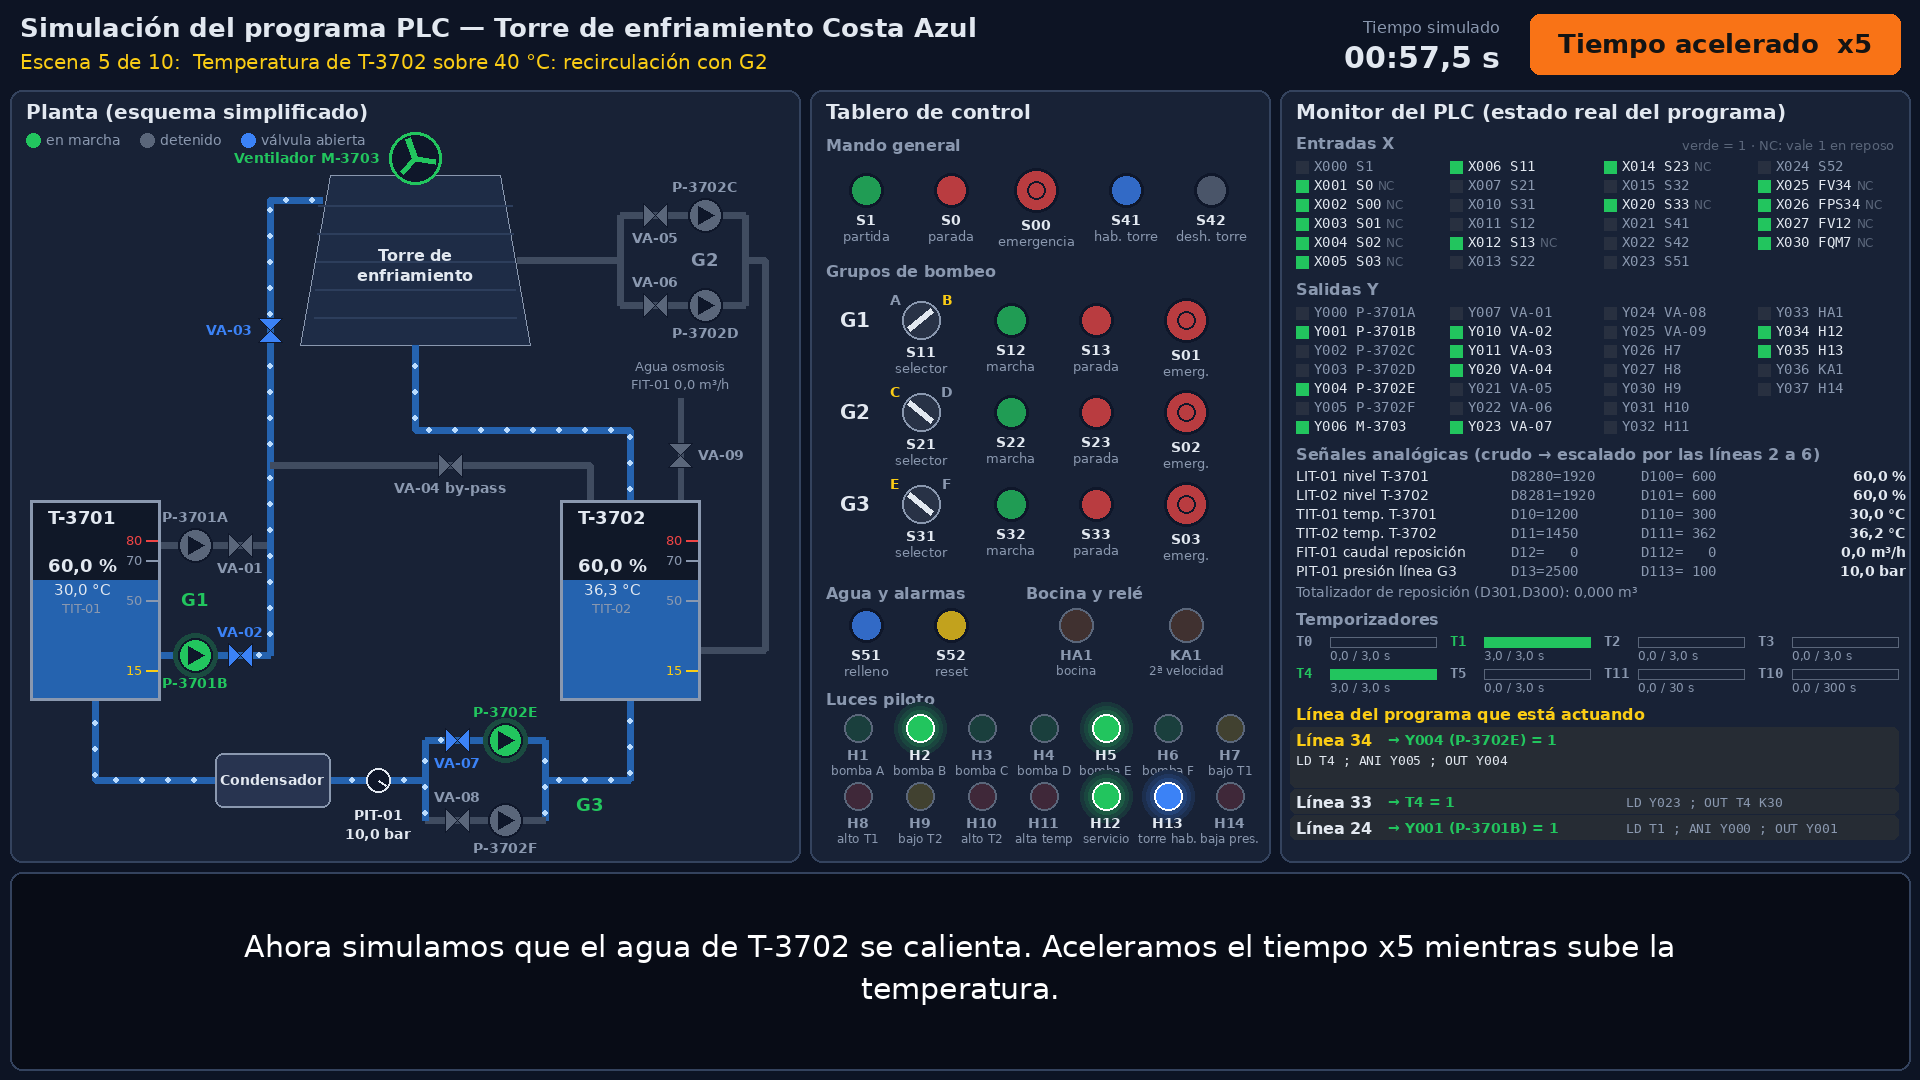 Simulación del programa PLC — Torre de enfriamiento Costa Azul
Escena 5 de 10:  Temperatura de T-3702 sobre 40 °C: recirculación con G2
Tiempo simulado
00:57,5 s
Tiempo acelerado  x5
Planta (esquema simplificado)
en marcha
detenido
válvula abierta
Ventilador M-3703
P-3702C
VA-05
G2
VA-06
P-3702D
Torre de
enfriamiento
VA-03
Agua osmosis
FIT-01 0,0 m³/h
VA-09
VA-04 by-pass
T-3701
60,0 %
30,0 °C
TIT-01
80
70
50
15
P-3701A
VA-01
G1
VA-02
P-3701B
T-3702
60,0 %
36,3 °C
TIT-02
80
70
50
15
P-3702E
VA-07
VA-08
P-3702F
G3
Condensador
PIT-01
10,0 bar
Tablero de control
Mando general
S1
partida
S0
parada
S00
emergencia
S41
hab. torre
S42
desh. torre
Grupos de bombeo
G1
A
B
S11
selector
S12
marcha
S13
parada
S01
emerg.
G2
C
D
S21
selector
S22
marcha
S23
parada
S02
emerg.
G3
E
F
S31
selector
S32
marcha
S33
parada
S03
emerg.
Agua y alarmas
S51
relleno
S52
reset
Bocina y relé
HA1
bocina
KA1
2ª velocidad
Luces piloto
H1
bomba A
H2
bomba B
H3
bomba C
H4
bomba D
H5
bomba E
H6
bomba F
H7
bajo T1
H8
alto T1
H9
bajo T2
H10
alto T2
H11
alta temp
H12
servicio
H13
torre hab.
H14
baja pres.
Monitor del PLC (estado real del programa)
Entradas X
verde = 1 · NC: vale 1 en reposo
X000 S1
X001 S0 NC
X002 S00 NC
X003 S01 NC
X004 S02 NC
X005 S03 NC
X006 S11
X007 S21
X010 S31
X011 S12
X012 S13 NC
X013 S22
X014 S23 NC
X015 S32
X020 S33 NC
X021 S41
X022 S42
X023 S51
X024 S52
X025 FV34 NC
X026 FPS34 NC
X027 FV12 NC
X030 FQM7 NC
Salidas Y
Y000 P-3701A
Y001 P-3701B
Y002 P-3702C
Y003 P-3702D
Y004 P-3702E
Y005 P-3702F
Y006 M-3703
Y007 VA-01
Y010 VA-02
Y011 VA-03
Y020 VA-04
Y021 VA-05
Y022 VA-06
Y023 VA-07
Y024 VA-08
Y025 VA-09
Y026 H7
Y027 H8
Y030 H9
Y031 H10
Y032 H11
Y033 HA1
Y034 H12
Y035 H13
Y036 KA1
Y037 H14
Señales analógicas (crudo → escalado por las líneas 2 a 6)
LIT-01 nivel T-3701 D8280=1920 D100= 600 60,0 %
LIT-02 nivel T-3702 D8281=1920 D101= 600 60,0 %
TIT-01 temp. T-3701 D10=1200 D110= 300 30,0 °C
TIT-02 temp. T-3702 D11=1450 D111= 362 36,2 °C
FIT-01 caudal reposición D12=   0 D112=   0 0,0 m³/h
PIT-01 presión línea G3 D13=2500 D113= 100 10,0 bar
Totalizador de reposición (D301,D300): 0,000 m³
Temporizadores
T0
0,0 / 3,0 s
T1
3,0 / 3,0 s
T2
0,0 / 3,0 s
T3
0,0 / 3,0 s
T4
3,0 / 3,0 s
T5
0,0 / 3,0 s
T11
0,0 / 30 s
T10
0,0 / 300 s
Línea del programa que está actuando
Línea 34 → Y004 (P-3702E) = 1
LD T4 ; ANI Y005 ; OUT Y004
Línea 33 → T4 = 1 LD Y023 ; OUT T4 K30
Línea 24 → Y001 (P-3701B) = 1 LD T1 ; ANI Y000 ; OUT Y001
Ahora simulamos que el agua de T-3702 se calienta. Aceleramos el tiempo x5 mientras sube la
temperatura.